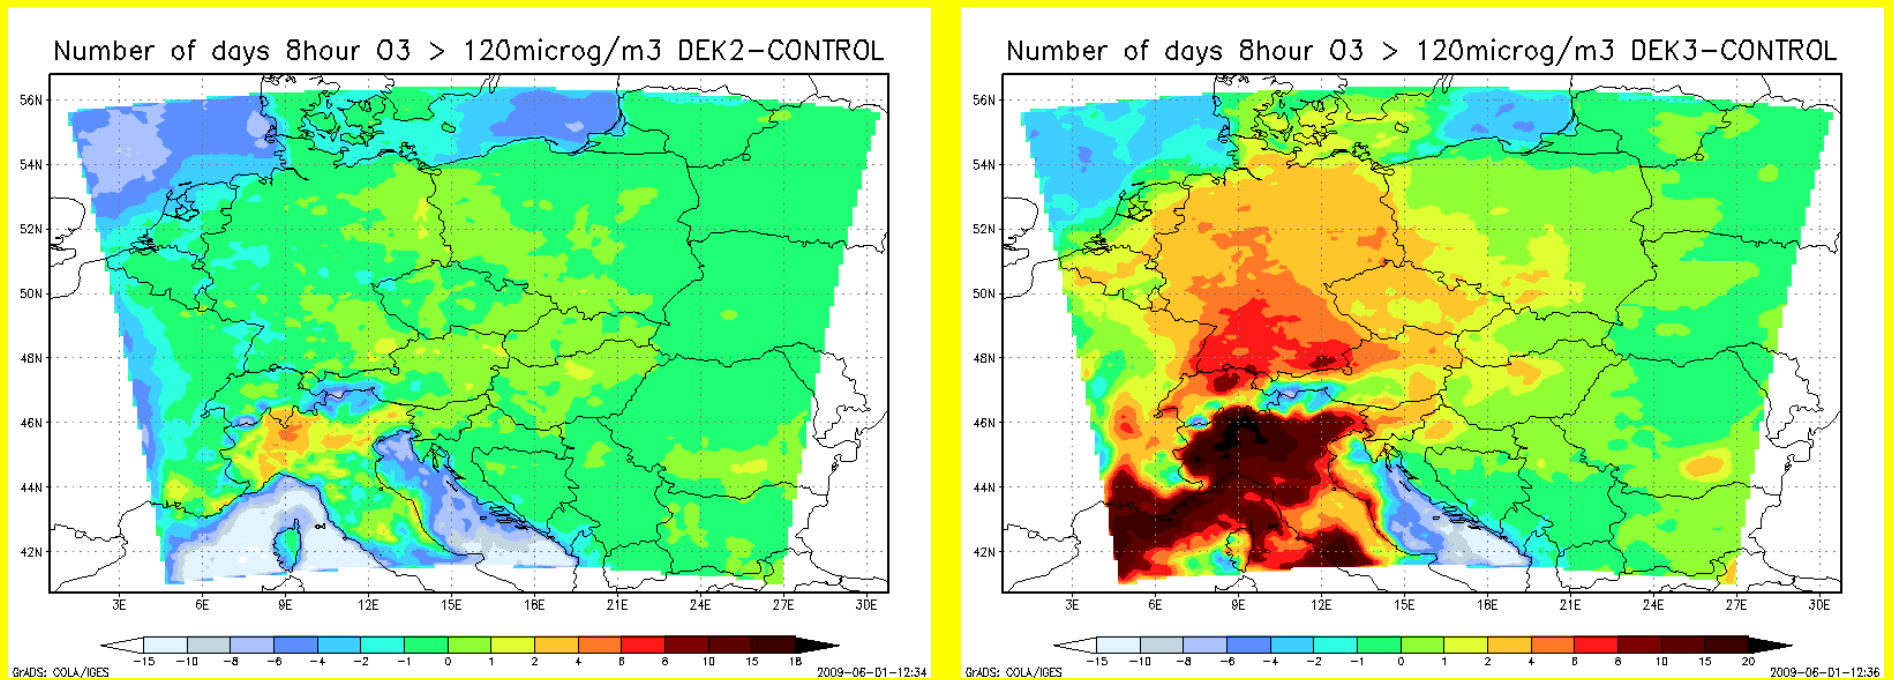 Number of days 8hour O3 > 120microg/m3 DEK2-CONTROL
56N
54N
52N
50N
48N
46N
44N
42N
3E 6E 9E 12E 15E 18E 21E 24E 27E 30E
-15 -10 -8 -6 -4 -2 -1 0 1 2 4 6 8 10 15 18
GrADS: COLA/IGES
2009-06-01-12:34
Number of days 8hour O3 > 120microg/m3 DEK3-CONTROL
56N
54N
52N
50N
48N
46N
44N
42N
3E 6E 9E 12E 15E 18E 21E 24E 27E 30E
-15 -10 -8 -6 -4 -2 -1 0 1 2 4 6 8 10 15 20
GrADS: COLA/IGES
2009-06-01-12:36